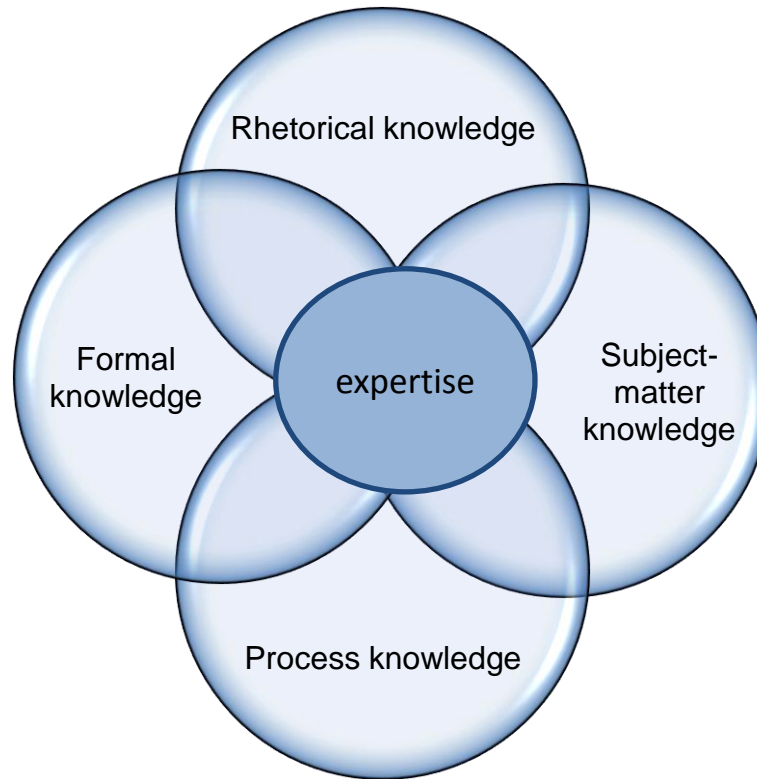 Rhetorical knowledge
Formal
knowledge
expertise
Subject-
matter
knowledge
Process knowledge